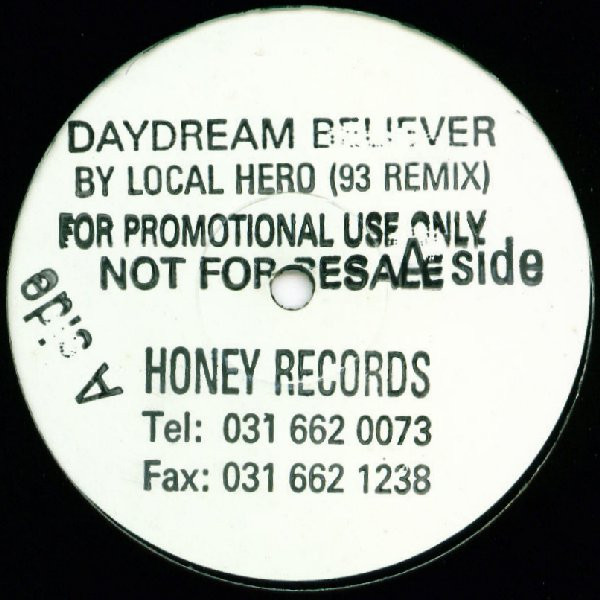 DAYDREAM BELIEVER
BY LOCAL HERO (93 REMIX)
FOR PROMOTIONAL USE ONLY
NOT FOR RESALE
A side
A side
HONEY RECORDS
Tel: 031 662 0073
Fax: 031 662 1238